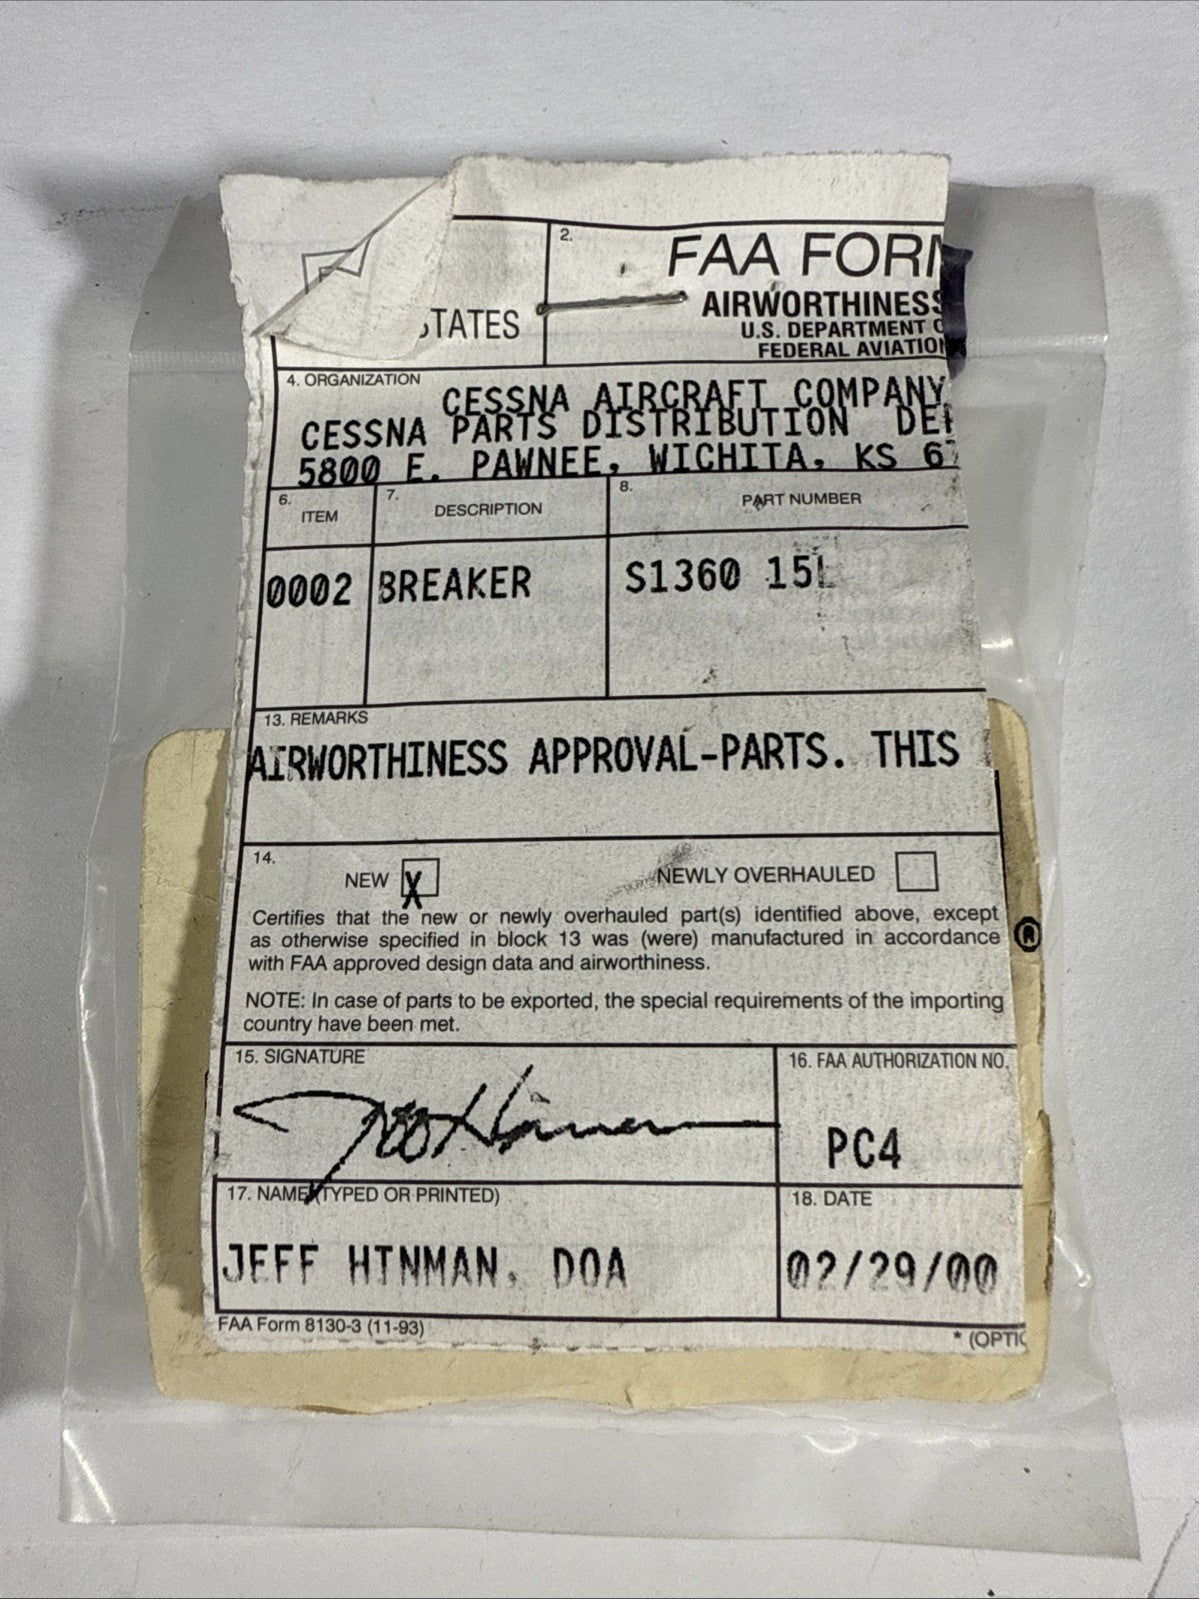 2.
FAA FORM
STATES
AIRWORTHINESS
U.S. DEPARTMENT O
FEDERAL AVIATION
4. ORGANIZATION
CESSNA AIRCRAFT COMPANY
CESSNA PARTS DISTRIBUTION DE
5800 E. PAWNEE, WICHITA, KS 67
6. ITEM
7. DESCRIPTION
8. PART NUMBER
0002 BREAKER S1360 15L
13. REMARKS
AIRWORTHINESS APPROVAL-PARTS. THIS
14.
NEW X NEWLY OVERHAULED
Certifies that the new or newly overhauled part(s) identified above, except
as otherwise specified in block 13 was (were) manufactured in accordance
with FAA approved design data and airworthiness.
NOTE: In case of parts to be exported, the special requirements of the importing
country have been met.
15. SIGNATURE
16. FAA AUTHORIZATION NO.
Jeff Hinman
PC4
17. NAME (TYPED OR PRINTED)
18. DATE
JEFF HINMAN, DOA
02/29/00
FAA Form 8130-3 (11-93)
* (OPTIO
®